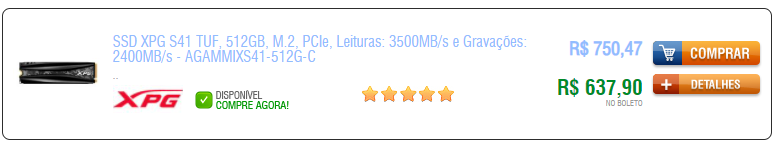 SSD XPG S41 TUF, 512GB, M.2, PCIe, Leituras: 3500MB/s e Gravações:
2400MB/s - AGAMMIXS41-512G-C
..
XPG
DISPONÍVEL
COMPRE AGORA!
R$ 750,47
R$ 637,90
NO BOLETO
COMPRAR
+ DETALHES
XPG